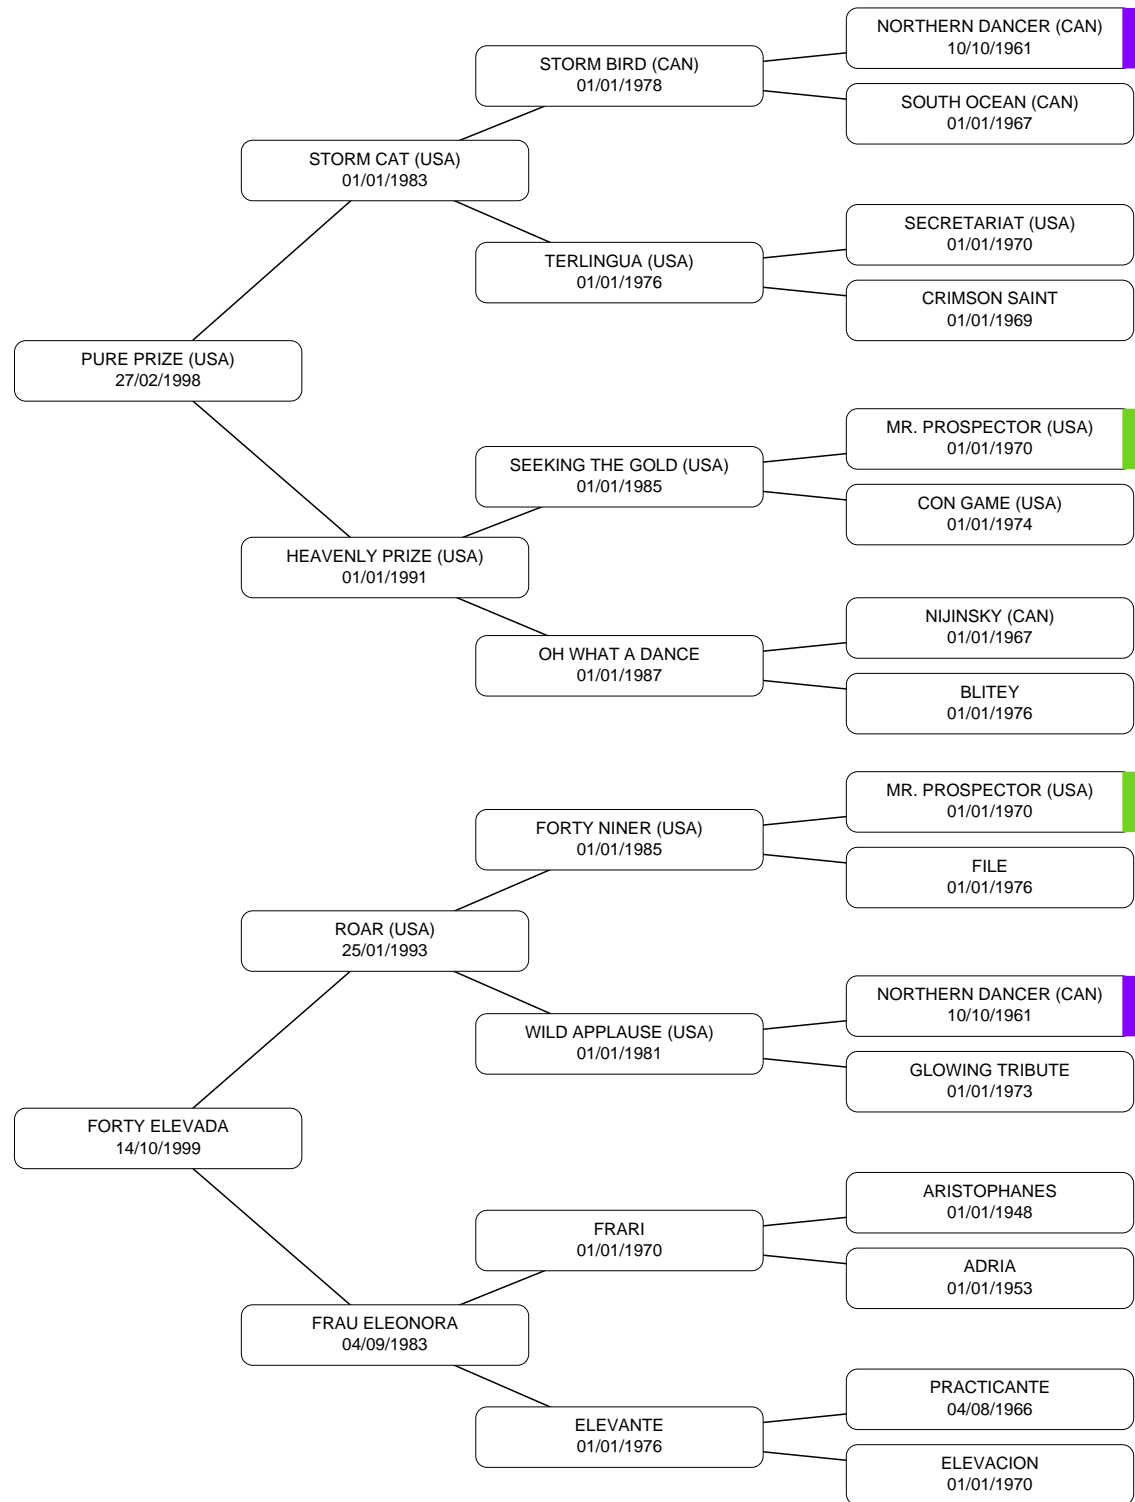 NORTHERN DANCER (CAN)
10/10/1961
STORM BIRD (CAN)
01/01/1978
SOUTH OCEAN (CAN)
01/01/1967
STORM CAT (USA)
01/01/1983
SECRETARIAT (USA)
01/01/1970
TERLINGUA (USA)
01/01/1976
CRIMSON SAINT
01/01/1969
PURE PRIZE (USA)
27/02/1998
MR. PROSPECTOR (USA)
01/01/1970
SEEKING THE GOLD (USA)
01/01/1985
CON GAME (USA)
01/01/1974
HEAVENLY PRIZE (USA)
01/01/1991
NIJINSKY (CAN)
01/01/1967
OH WHAT A DANCE
01/01/1987
BLITEY
01/01/1976
MR. PROSPECTOR (USA)
01/01/1970
FORTY NINER (USA)
01/01/1985
FILE
01/01/1976
ROAR (USA)
25/01/1993
NORTHERN DANCER (CAN)
10/10/1961
WILD APPLAUSE (USA)
01/01/1981
GLOWING TRIBUTE
01/01/1973
FORTY ELEVADA
14/10/1999
ARISTOPHANES
01/01/1948
FRARI
01/01/1970
ADRIA
01/01/1953
FRAU ELEONORA
04/09/1983
PRACTICANTE
04/08/1966
ELEVANTE
01/01/1976
ELEVACION
01/01/1970